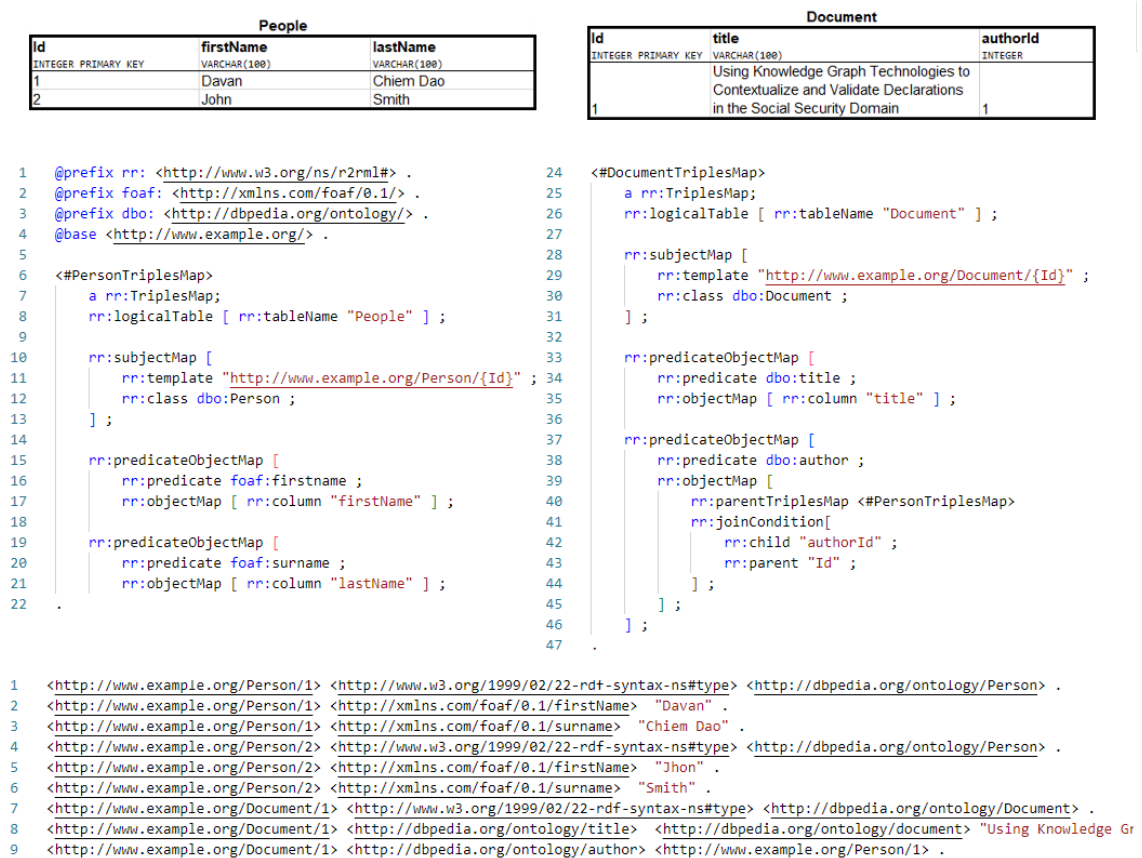 People
Id firstName lastName
INTEGER PRIMARY KEY VARCHAR(100) VARCHAR(100)
1 Davan Chiem Dao
2 John Smith
Document
Id title authorId
INTEGER PRIMARY KEY VARCHAR(100) INTEGER
Using Knowledge Graph Technologies to
Contextualize and Validate Declarations
1 in the Social Security Domain 1
1 @prefix rr: <http://www.w3.org/ns/r2rml#> .
2 @prefix foaf: <http://xmlns.com/foaf/0.1/> .
3 @prefix dbo: <http://dbpedia.org/ontology/> .
4 @base <http://www.example.org/> .
5
6 <#PersonTriplesMap>
7 a rr:TriplesMap;
8 rr:logicalTable [ rr:tableName "People" ] ;
9
10 rr:subjectMap [
11 rr:template "http://www.example.org/Person/{Id}" ;
12 rr:class dbo:Person ;
13 ] ;
14
15 rr:predicateObjectMap [
16 rr:predicate foaf:firstname ;
17 rr:objectMap [ rr:column "firstName" ] ;
18
19 rr:predicateObjectMap [
20 rr:predicate foaf:surname ;
21 rr:objectMap [ rr:column "lastName" ] ;
22 .
24 <#DocumentTriplesMap>
25 a rr:TriplesMap;
26 rr:logicalTable [ rr:tableName "Document" ] ;
27
28 rr:subjectMap [
29 rr:template "http://www.example.org/Document/{Id}" ;
30 rr:class dbo:Document ;
31 ] ;
32
33 rr:predicateObjectMap [
34 rr:predicate dbo:title ;
35 rr:objectMap [ rr:column "title" ] ;
36
37 rr:predicateObjectMap [
38 rr:predicate dbo:author ;
39 rr:objectMap [
40 rr:parentTriplesMap <#PersonTriplesMap>
41 rr:joinCondition[
42 rr:child "authorId" ;
43 rr:parent "Id" ;
44 ] ;
45 ] ;
46 ] ;
47 .
1 <http://www.example.org/Person/1> <http://www.w3.org/1999/02/22-rdf-syntax-ns#type> <http://dbpedia.org/ontology/Person> .
2 <http://www.example.org/Person/1> <http://xmlns.com/foaf/0.1/firstName> "Davan" .
3 <http://www.example.org/Person/1> <http://xmlns.com/foaf/0.1/surname> "Chiem Dao" .
4 <http://www.example.org/Person/2> <http://www.w3.org/1999/02/22-rdf-syntax-ns#type> <http://dbpedia.org/ontology/Person> .
5 <http://www.example.org/Person/2> <http://xmlns.com/foaf/0.1/firstName> "Jhon" .
6 <http://www.example.org/Person/2> <http://xmlns.com/foaf/0.1/surname> "Smith" .
7 <http://www.example.org/Document/1> <http://www.w3.org/1999/02/22-rdf-syntax-ns#type> <http://dbpedia.org/ontology/Document> .
8 <http://www.example.org/Document/1> <http://dbpedia.org/ontology/title> <http://dbpedia.org/ontology/document> "Using Knowledge Gr
9 <http://www.example.org/Document/1> <http://dbpedia.org/ontology/author> <http://www.example.org/Person/1> .